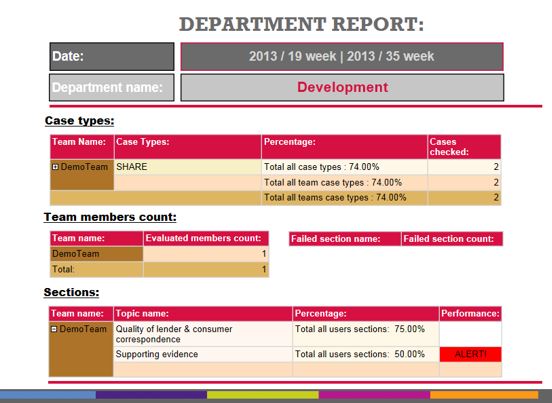 DEPARTMENT REPORT:
Date: 2013 / 19 week | 2013 / 35 week
Department name: Development
Case types:
Team Name: Case Types: Percentage: Cases checked:
DemoTeam SHARE Total all case types : 74.00% 2
Total all team case types : 74.00% 2
Total all teams case types : 74.00% 2
Team members count:
Team name: Evaluated members count:
DemoTeam 1
Total: 1
Failed section name: Failed section count:
Sections:
Team name: Topic name: Percentage: Performance:
DemoTeam Quality of lender & consumer correspondence Total all users sections: 75.00%
Supporting evidence Total all users sections: 50.00% ALERT!